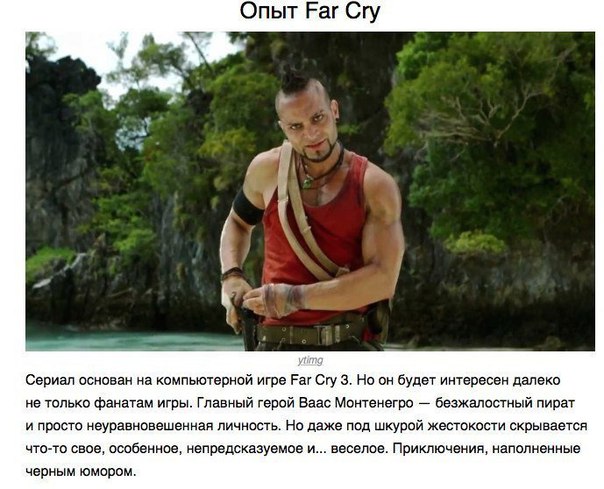 Опыт Far Cry
ytimg
Сериал основан на компьютерной игре Far Cry 3. Но он будет интересен далеко
не только фанатам игры. Главный герой Ваас Монтенегро — безжалостный пират
и просто неуравновешенная личность. Но даже под шкурой жестокости скрывается
что-то свое, особенное, непредсказуемое и... веселое. Приключения, наполненные
черным юмором.